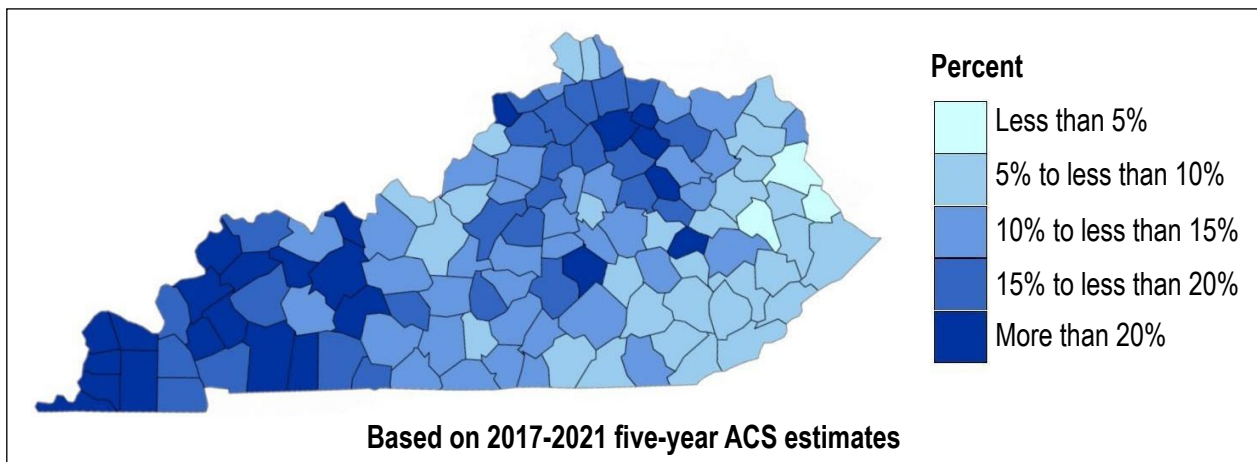 Percent
Less than 5%
5% to less than 10%
10% to less than 15%
15% to less than 20%
More than 20%
Based on 2017-2021 five-year ACS estimates